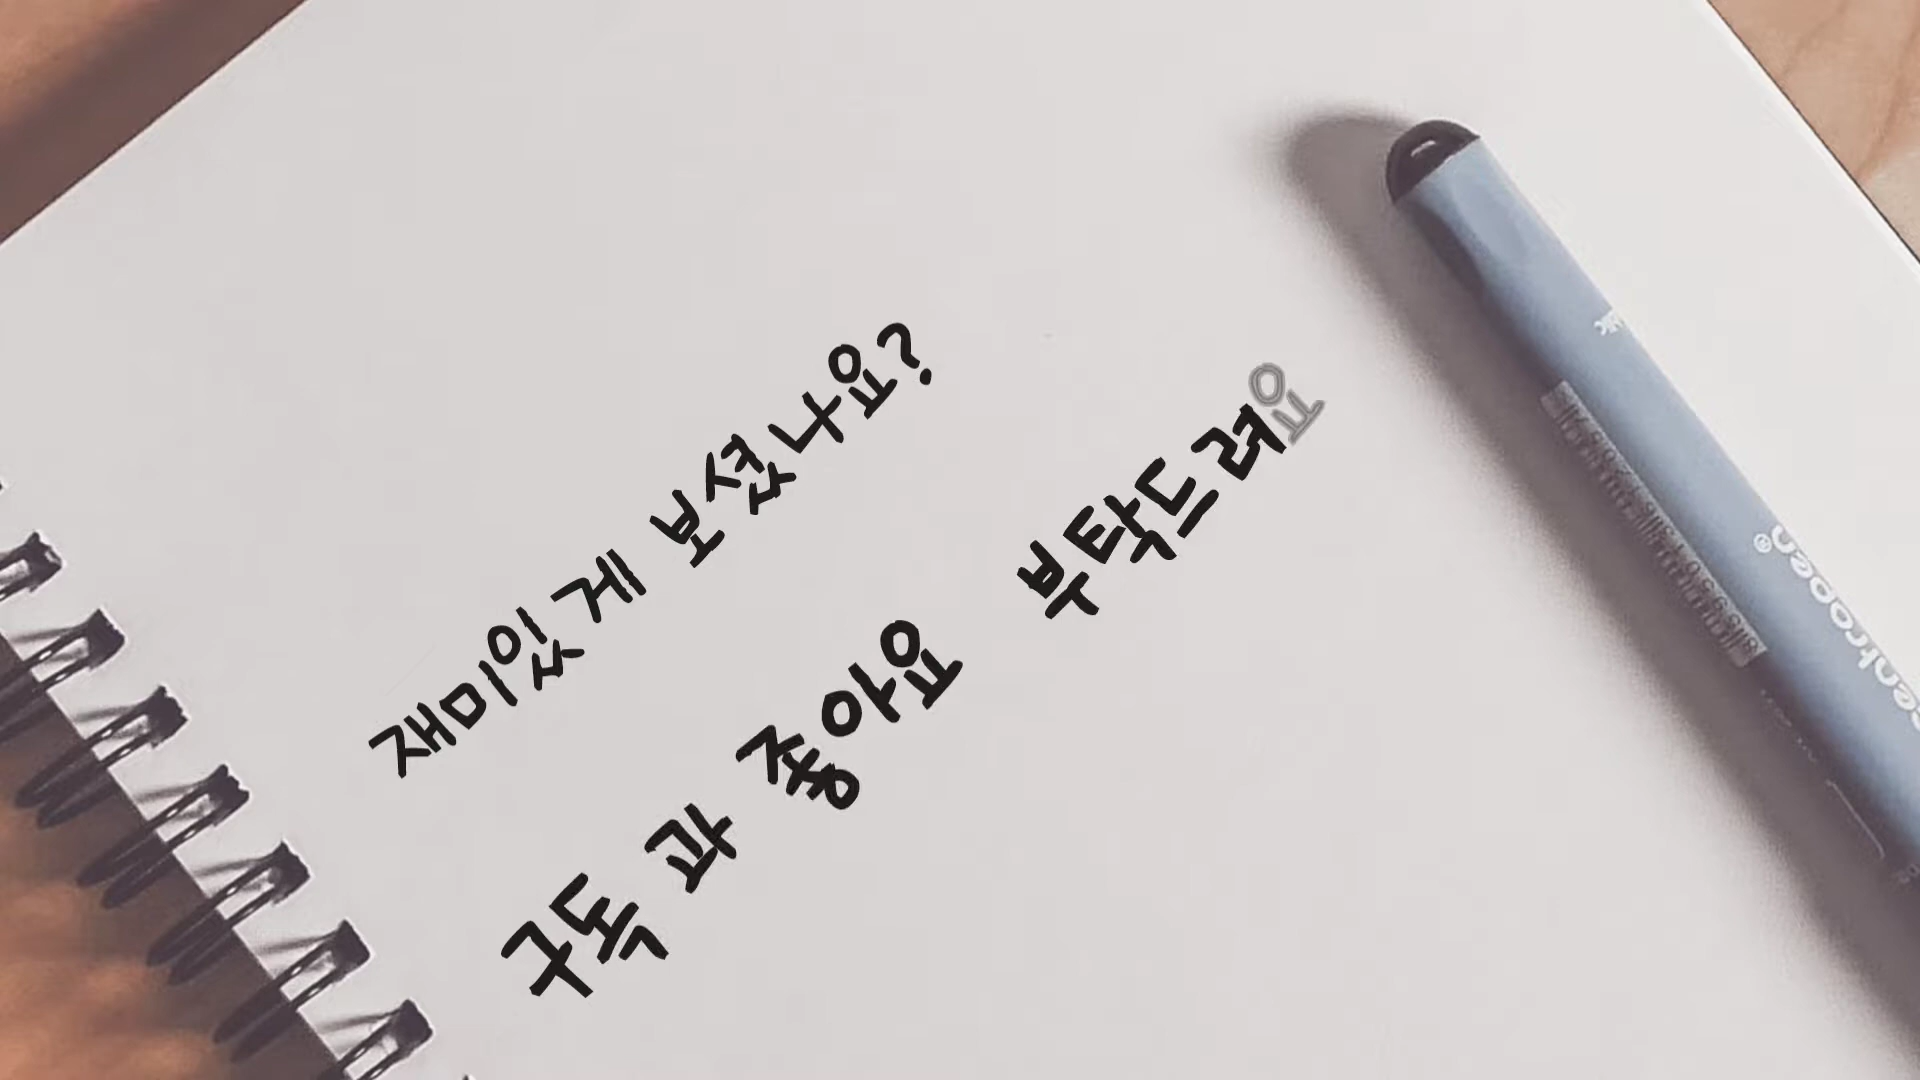 재미있게 보셨나요?
구독 과 좋아요 부탁드려요
entropen®